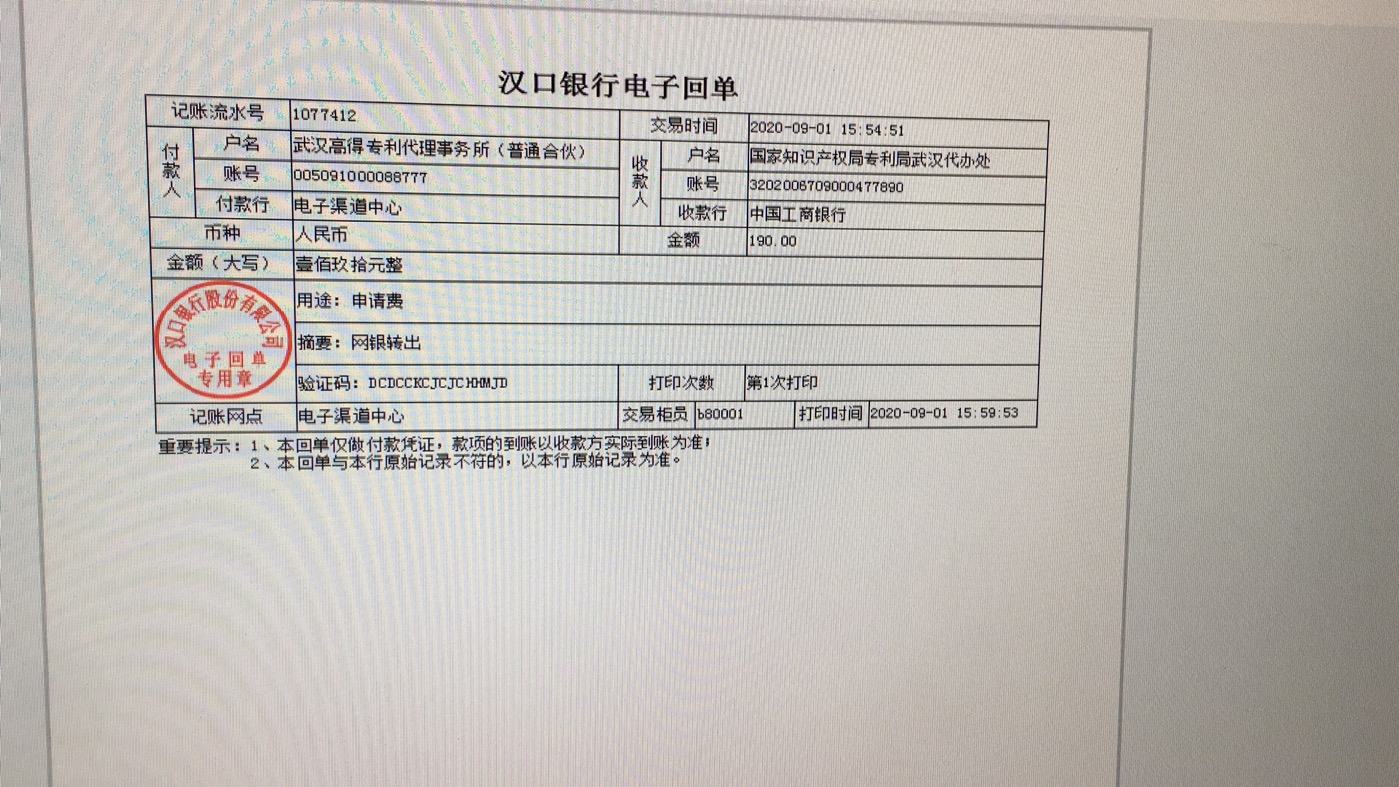 汉口银行电子回单
记账流水号 1077412 交易时间 2020-09-01 15:54:51
付款人 户名 武汉高得专利代理事务所（普通合伙） 收款人 户名 国家知识产权局专利局武汉代办处
账号 005091000088777 账号 3202006709000477890
付款行 电子渠道中心 收款行 中国工商银行
币种 人民币 金额 190.00
金额（大写） 壹佰玖拾元整
汉口银行股份有限公司
电子回单
专用章
用途：申请费
摘要：网银转出
验证码：DCDCCKCJCJCHHMJD 打印次数 第1次打印
记账网点 电子渠道中心 交易柜员 b80001 打印时间 2020-09-01 15:59:53
重要提示：1、本回单仅做付款凭证，款项的到账以收款方实际到账为准；
2、本回单与本行原始记录不符的，以本行原始记录为准。